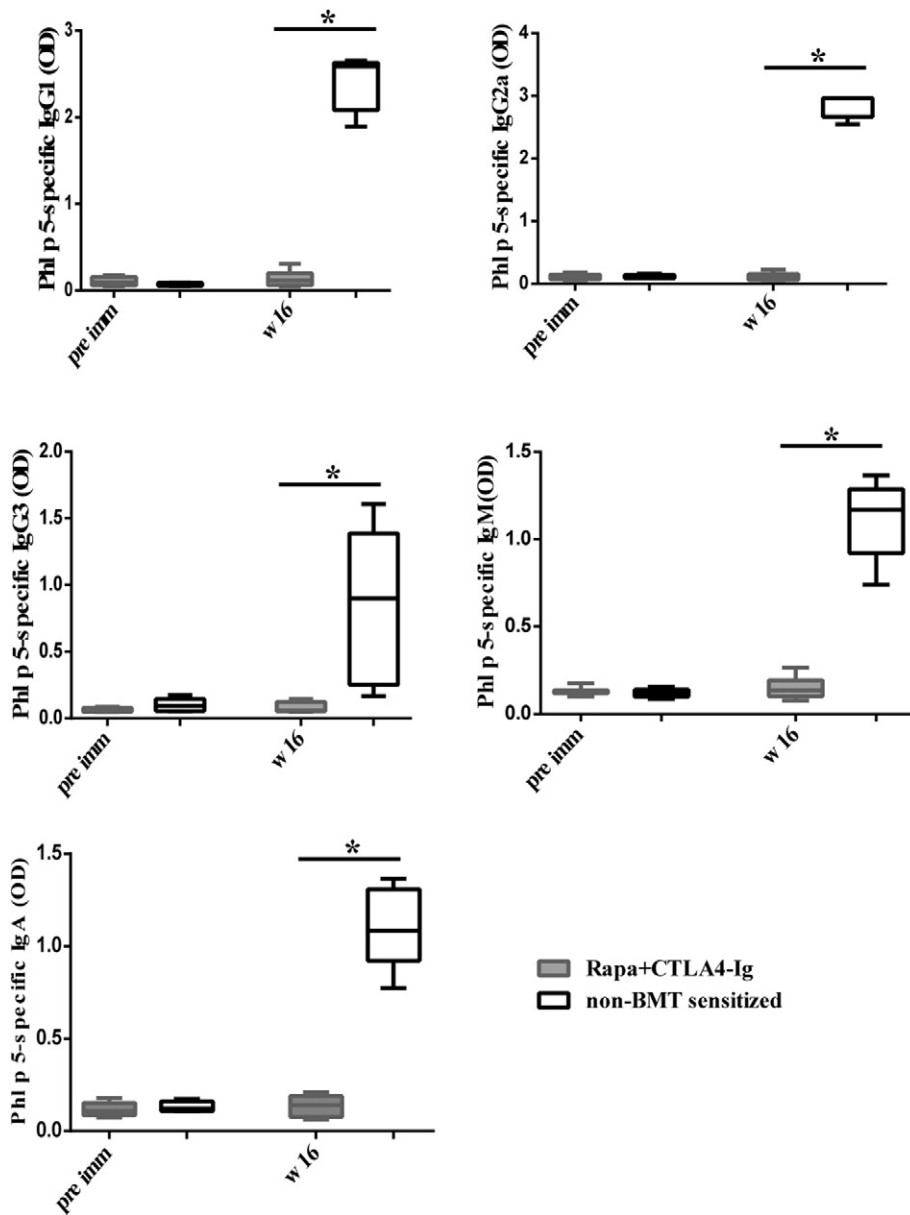 Phl p 5-specific IgG1 (OD)
3
2
1
0
*
pre imm
w 16
Phl p 5-specific IgG2a (OD)
4
3
2
1
0
*
pre imm
w 16
Phl p 5-specific IgG3 (OD)
2.0
1.5
1.0
0.5
0.0
*
pre imm
w 16
Phl p 5-specific IgM(OD)
1.5
1.0
0.5
0.0
*
pre imm
w 16
Phl p 5-specific IgA (OD)
1.5
1.0
0.5
0.0
*
pre imm
w 16
Rapa+CTLA4-Ig
non-BMT sensitized